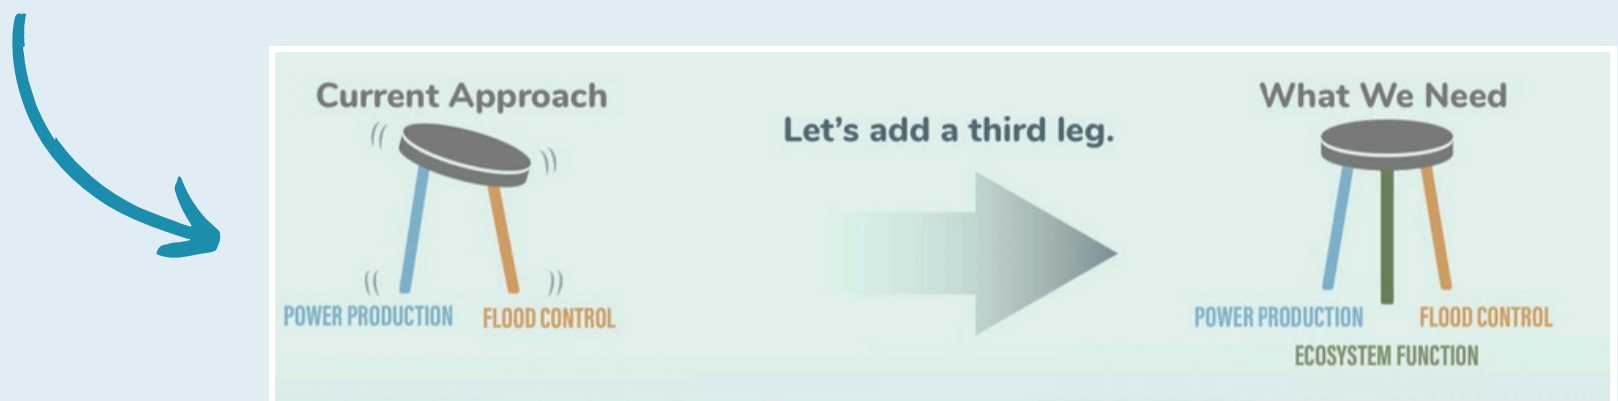 Current Approach
Let's add a third leg.
What We Need
POWER PRODUCTION
FLOOD CONTROL
POWER PRODUCTION
FLOOD CONTROL
ECOSYSTEM FUNCTION